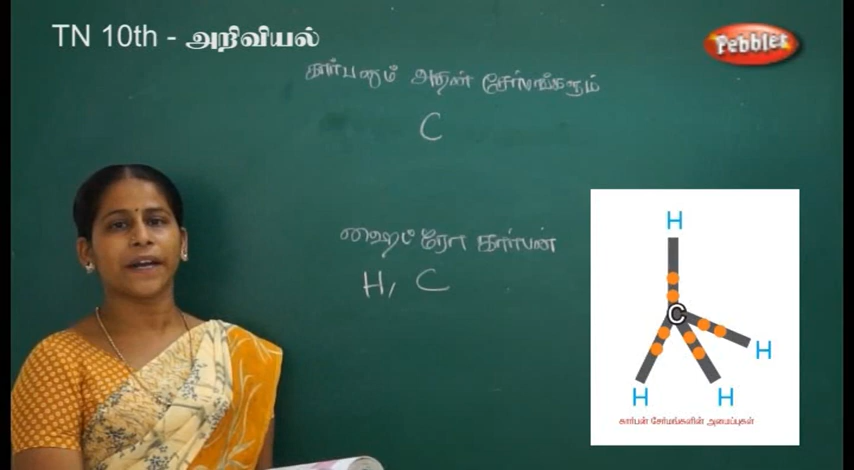 TN 10th - அறிவியல்
Pebbles
கார்பனும் அதன் சேர்மங்களும்
C
ஹைட்ரோ கார்பன்
H, C
H
C
H
H
H
கார்பன் சேர்மங்களின் அமைப்புகள்